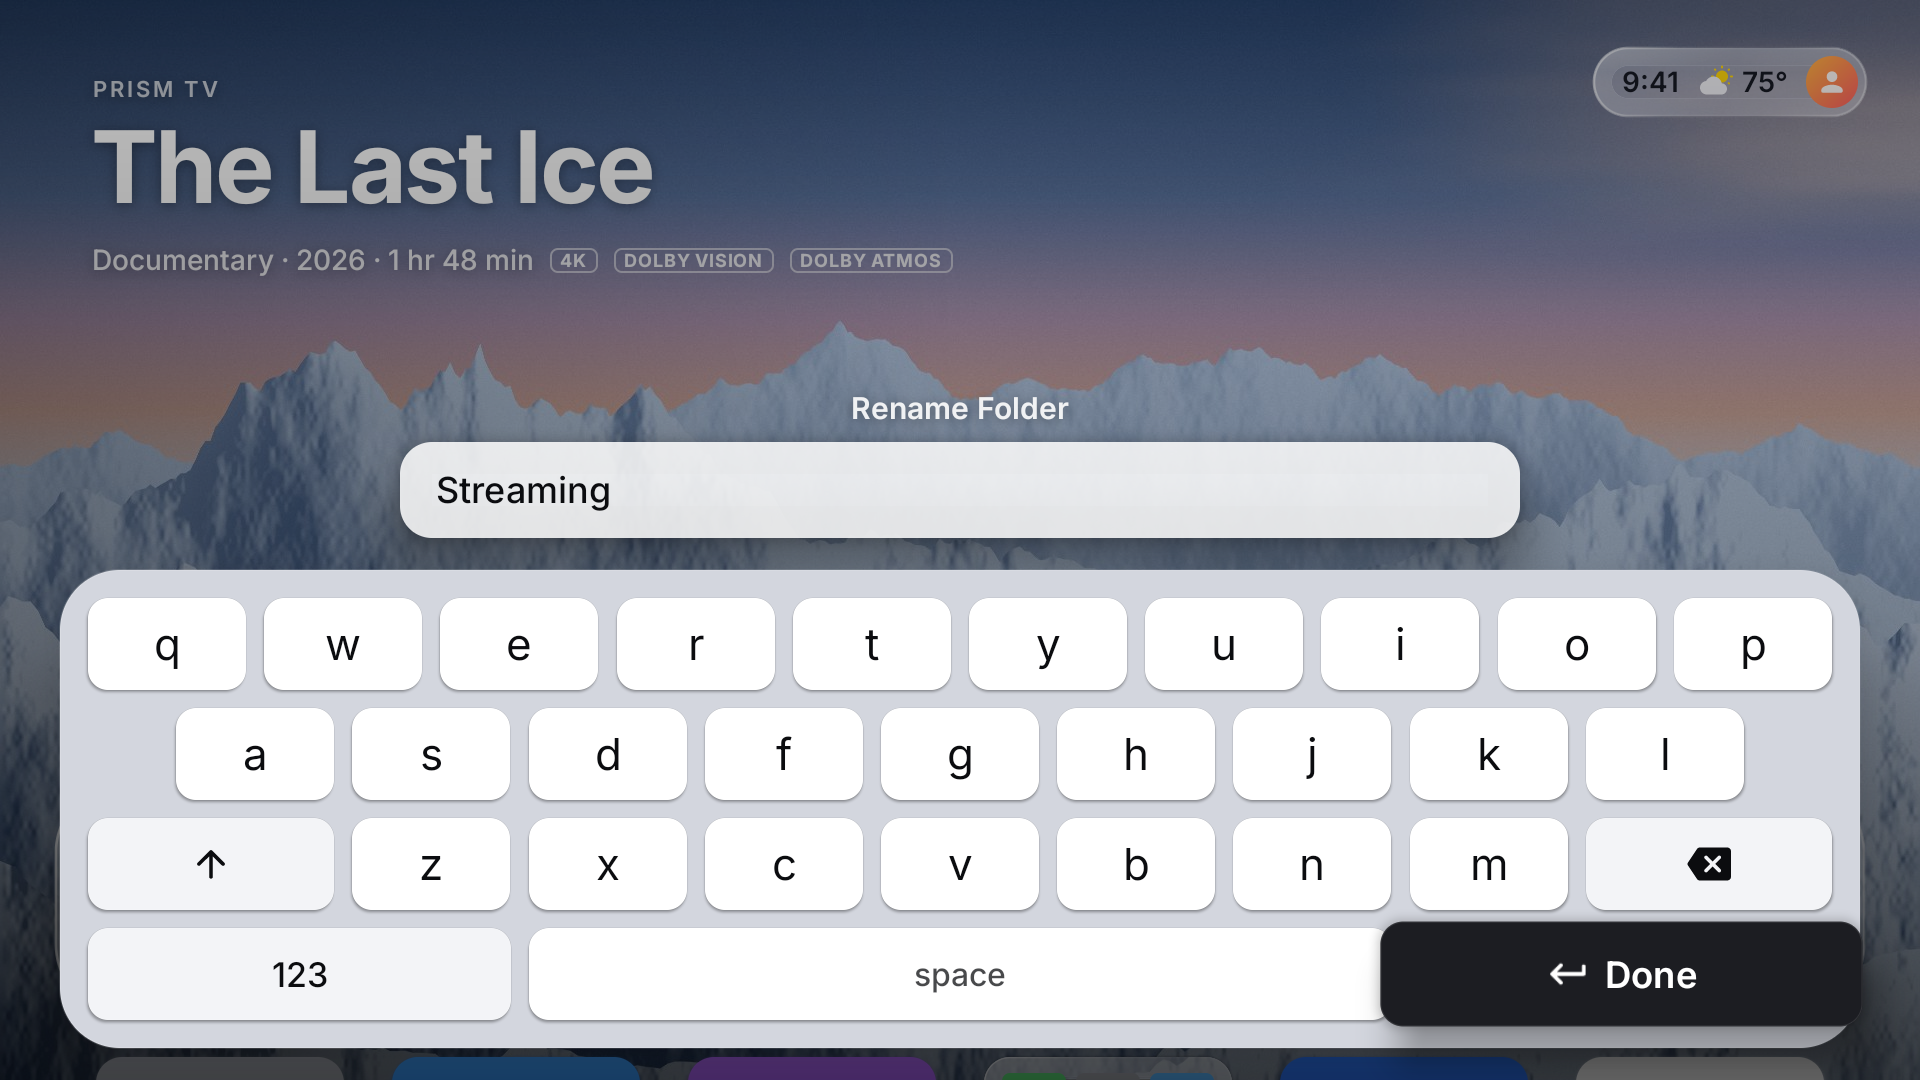 PRISM TV
9:41 75°
The Last Ice
Documentary · 2026 · 1 hr 48 min 4K DOLBY VISION DOLBY ATMOS
Rename Folder
Streaming
q w e r t y u i o p
a s d f g h j k l
z x c v b n m
123 space Done